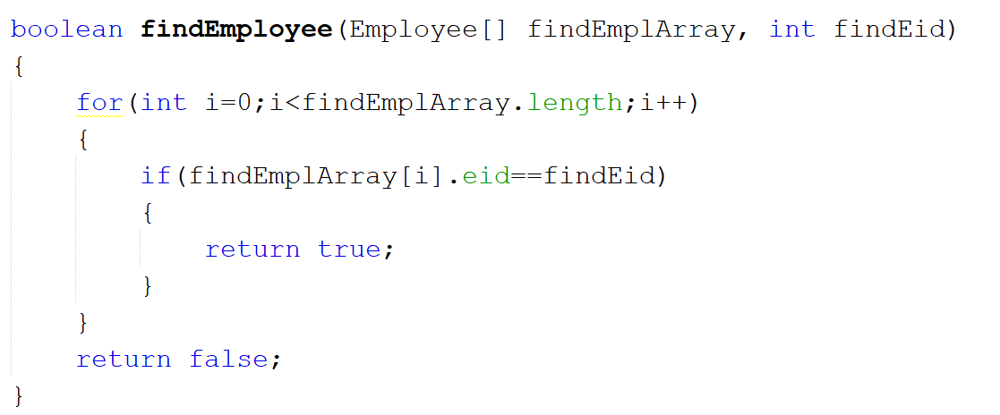 boolean findEmployee(Employee[] findEmplArray, int findEid)
{
    for(int i=0;i<findEmplArray.length;i++)
    {
        if(findEmplArray[i].eid==findEid)
        {
            return true;
        }
    }
    return false;
}